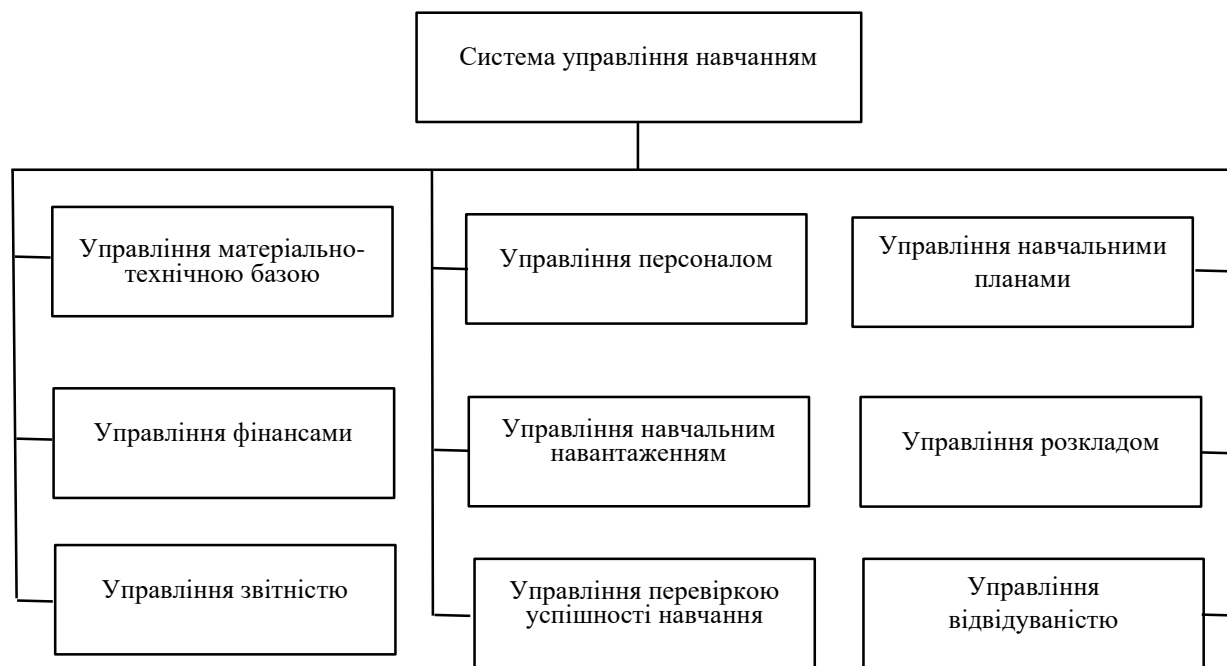 Система управління навчанням
Управління матеріально-
технічною базою
Управління персоналом
Управління навчальними
планами
Управління фінансами
Управління навчальним
навантаженням
Управління розкладом
Управління звітністю
Управління перевіркою
успішності навчання
Управління
відвідуваністю